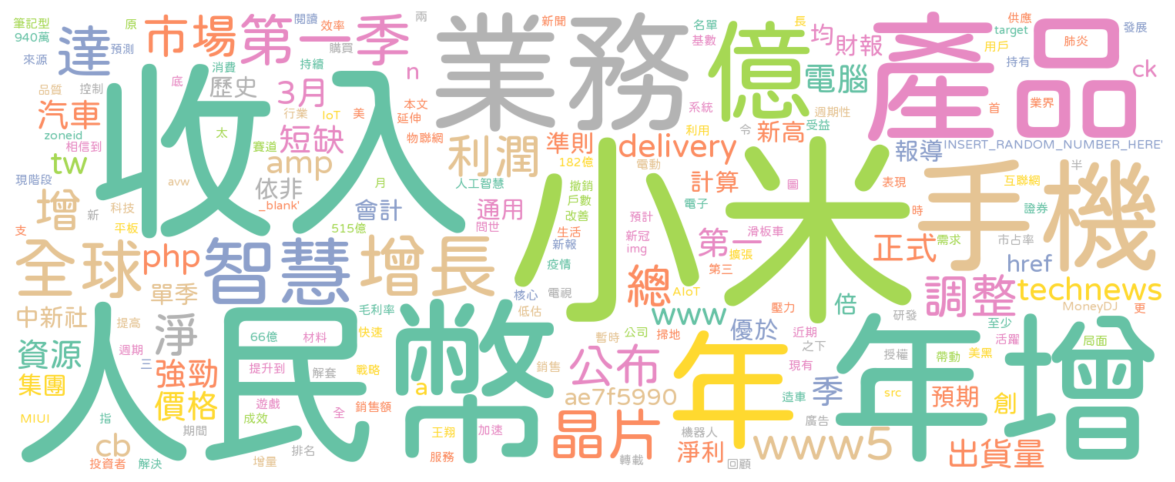 筆記型
940萬
原
閱讀
效率
兩
新聞
名單
長
供應
target
肺炎
發展
達
市場
第一季
業務
億
均
財報
產品
來源
預測
購買
基數
用戶
持有
消費
持續
n
電腦
ck
底
歷史
3月
品質
控制
收入
汽車
行業
IoT
美
本文
延伸
系統
週期性
首
業界
zoneid
太
短缺
物聯網
準則
利用
令
新高
受益
INSERT_RANDOM_NUMBER_HERE'
相信到
賽道
利潤
delivery
報導
tw
amp
182億
電動
計算
半
現階段
avw
依非
人工智慧
小米
撤銷
圖
表現
互聯網
手機
增
新
_blank'
月
會計
通用
戶數
改善
電子
時
證券
科技
問世
生活
預計
滑板車
市占率
支
平板
515億
新報
新冠
img
第一
擴張
正式
需求
全球
php
智慧
增長
疫情
第三
總
href
單季
核心
電視
AIoT
壓力
調整
technews
中新社
毛利率
低估
www
倍
研發
MoneyDJ
更
提高
66億
材料
快速
暫時
公司
掃地
優於
近期
至少
活躍
局面
人民幣
淨
之下
資源
週期
三
提升到
解套
戰略
銷售
公布
現有
年
授權
帶動
美黑
年增
集團
強勁
價格
a
ae7f5990
造車
季
src
預期
創
MIUI
指
遊戲
成效
全
銷售額
王翔
加速
晶片
機器人
廣告
www5
cb
期間
投資者
解決
增量
排名
服務
轉載
淨利
回顧
出貨量